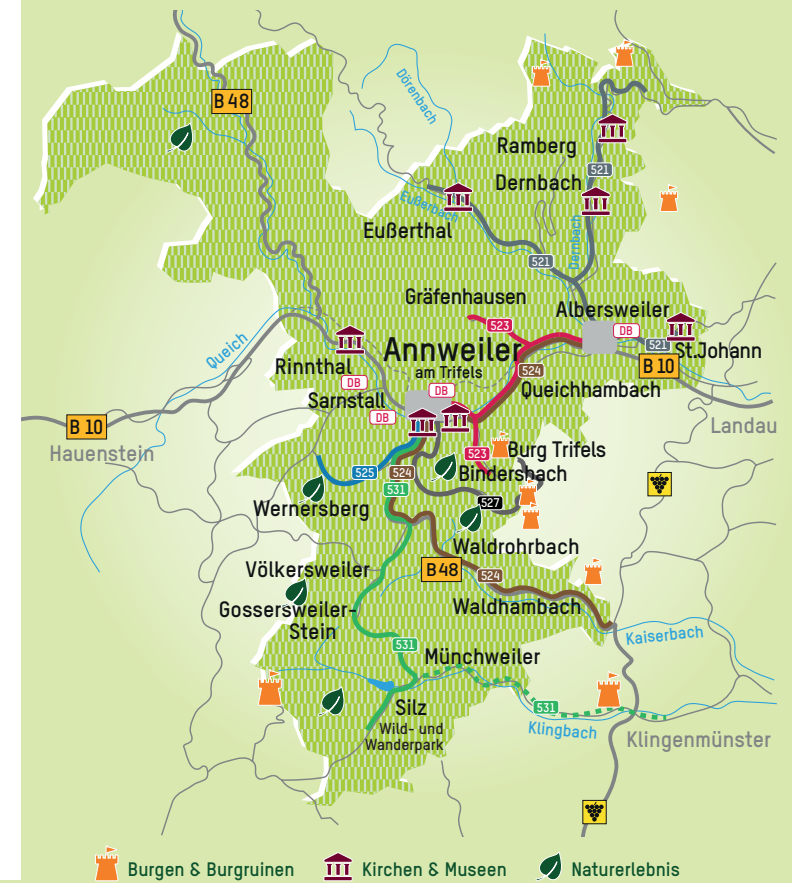 B 48
Dörenbach
Ramberg
521
Dernbach
Eußerbach
Eußerthal
Dernbach
521
Gräfenhausen
Albersweiler
523
DB
521
St.Johann
Queich
Annweiler
am Trifels
Rinnthal
524
B 10
DB
DB
Queichhambach
Sarnstall
DB
B 10
Landau
Hauenstein
523
Burg Trifels
525
524
Bindersbach
531
527
Wernersberg
Waldrohrbach
Völkersweiler
B 48
524
Gossersweiler-
Stein
Waldhambach
Kaiserbach
531
Münchweiler
Silz
531
Wild- und
Wanderpark
Klingbach
Klingenmünster
Burgen & Burgruinen
Kirchen & Museen
Naturerlebnis